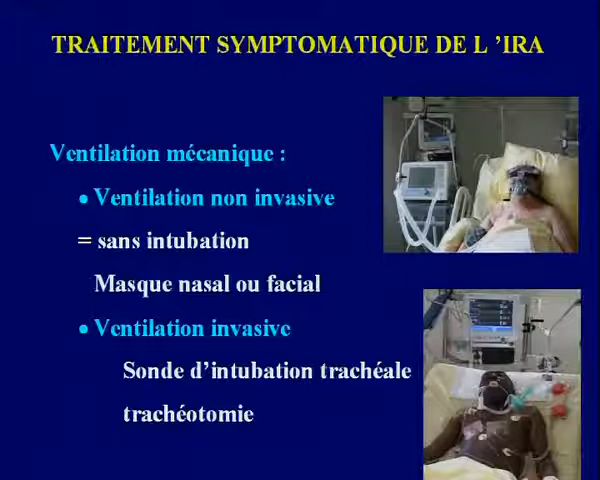 TRAITEMENT SYMPTOMATIQUE DE L ’IRA
Ventilation mécanique :
• Ventilation non invasive
= sans intubation
Masque nasal ou facial
• Ventilation invasive
Sonde d’intubation trachéale
trachéotomie